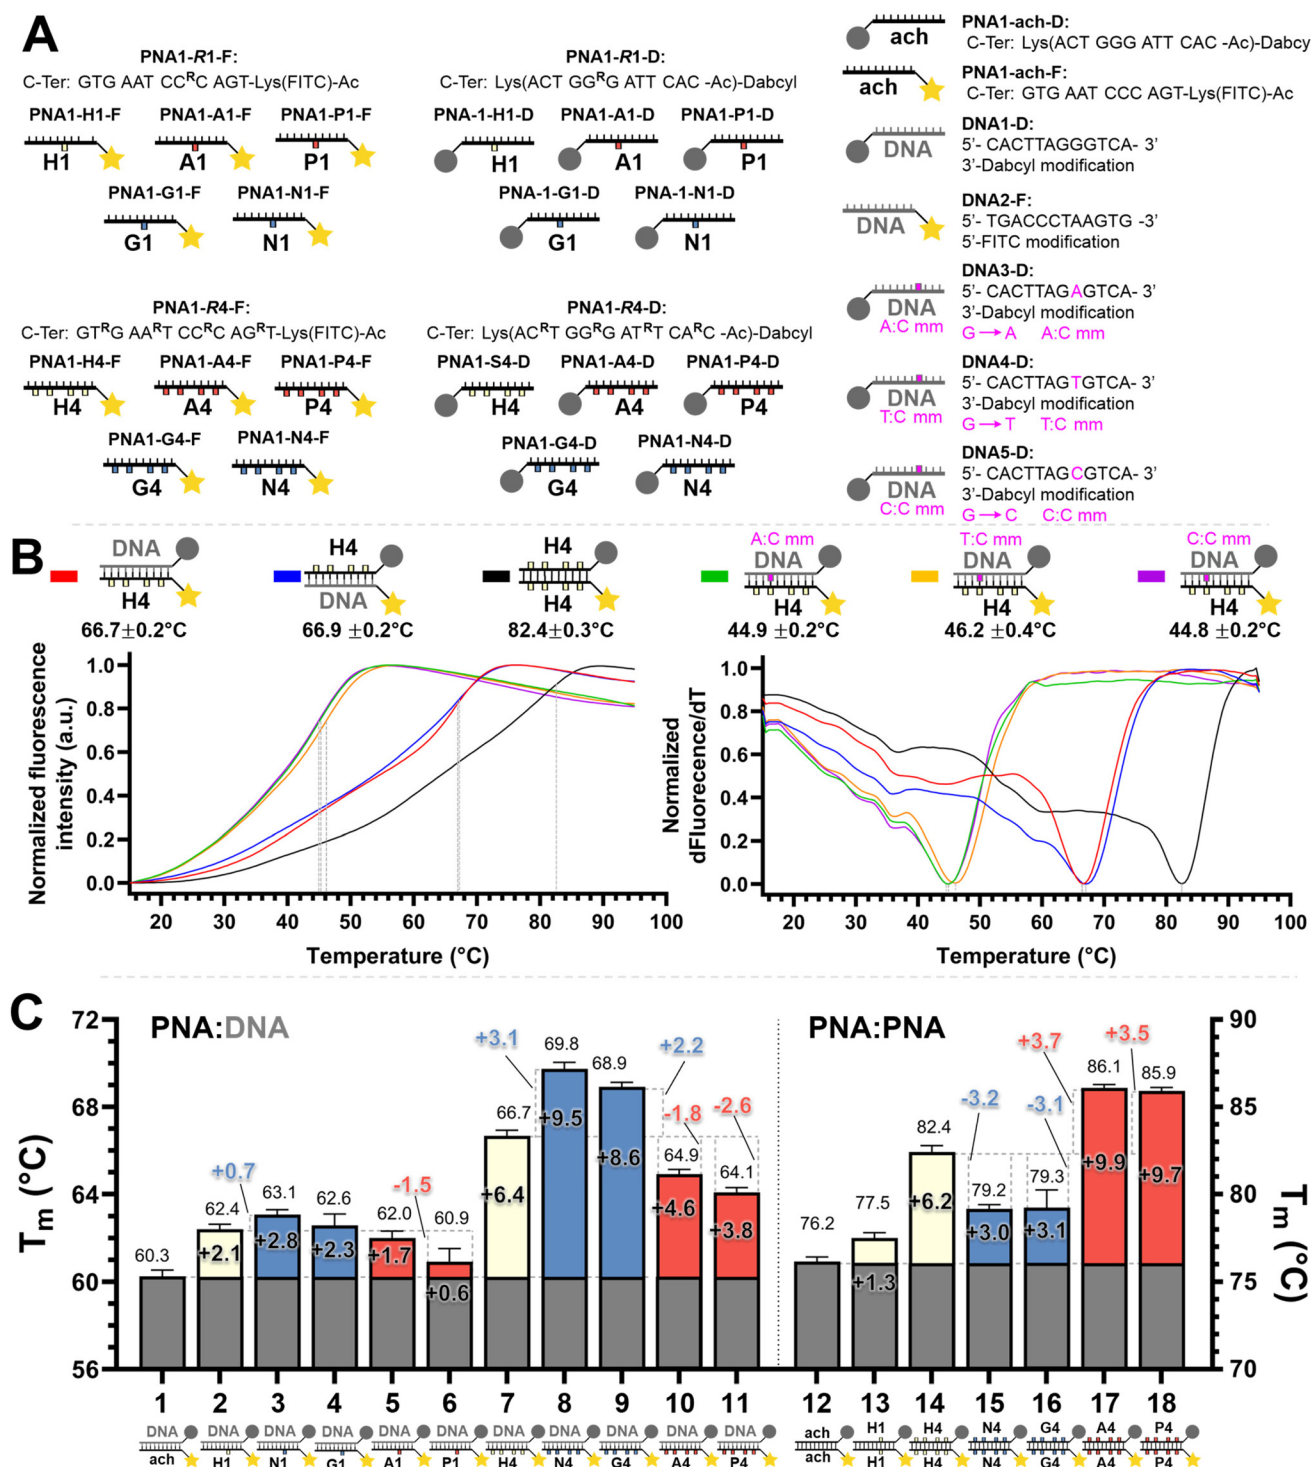 A
PNA1-R1-F:
C-Ter: GTG AAT CCᴿC AGT-Lys(FITC)-Ac
PNA1-H1-F PNA1-A1-F PNA1-P1-F
H1 A1 P1
PNA1-G1-F PNA1-N1-F
G1 N1
PNA1-R1-D:
C-Ter: Lys(ACT GGᴿG ATT CAC -Ac)-Dabcyl
PNA-1-H1-D PNA1-A1-D PNA1-P1-D
H1 A1 P1
PNA-1-G1-D PNA-1-N1-D
G1 N1
PNA1-R4-F:
C-Ter: GTᴿG AAᴿT CCᴿC AGᴿT-Lys(FITC)-Ac
PNA1-H4-F PNA1-A4-F PNA1-P4-F
H4 A4 P4
PNA1-G4-F PNA1-N4-F
G4 N4
PNA1-R4-D:
C-Ter: Lys(ACᴿT GGᴿG ATᴿT CAᴿC -Ac)-Dabcyl
PNA1-S4-D PNA1-A4-D PNA1-P4-D
H4 A4 P4
PNA1-G4-D PNA1-N4-D
G4 N4
ach
PNA1-ach-D:
C-Ter: Lys(ACT GGG ATT CAC -Ac)-Dabcy
ach
PNA1-ach-F:
C-Ter: GTG AAT CCC AGT-Lys(FITC)-Ac
DNA
DNA1-D:
5'- CACTTAGGGTCA- 3'
3'-Dabcyl modification
DNA
DNA2-F:
5'- TGACCCTAAGTG -3'
5'-FITC modification
DNA
A:C mm
DNA3-D:
5'- CACTTAGAGTCA- 3'
3'-Dabcyl modification
G→A A:C mm
DNA
T:C mm
DNA4-D:
5'- CACTTAGTGTCA- 3'
3'-Dabcyl modification
G→T T:C mm
DNA
C:C mm
DNA5-D:
5'- CACTTAGCGTCA- 3'
3'-Dabcyl modification
G→C C:C mm
B
DNA
H4
66.7±0.2°C
H4
DNA
66.9 ±0.2°C
H4
H4
82.4±0.3°C
A:C mm
DNA
H4
44.9 ±0.2°C
T:C mm
DNA
H4
46.2 ±0.4°C
C:C mm
DNA
H4
44.8 ±0.2°C
Normalized fluorescence
intensity (a.u.)
1.0
0.8
0.6
0.4
0.2
0.0
20 30 40 50 60 70 80 90 100
Temperature (°C)
Normalized
dFluorecence/dT
1.0
0.8
0.6
0.4
0.2
0.0
20 30 40 50 60 70 80 90 100
Temperature (°C)
C
PNA:DNA
PNA:PNA
Tm (°C)
72
68
64
60
56
60.3
62.4
+2.1
+0.7
63.1
+2.8
62.6
+2.3
62.0
+1.7
-1.5
60.9
+0.6
66.7
+6.4
+3.1
69.8
+9.5
68.9
+8.6
+2.2
-1.8
64.9
+4.6
-2.6
64.1
+3.8
76.2
77.5
+1.3
82.4
+6.2
-3.2
79.2
+3.0
-3.1
79.3
+3.1
+3.7
86.1
+9.9
+3.5
85.9
+9.7
90
85
80
75
70
Tm (°C)
1 2 3 4 5 6 7 8 9 10 11 12 13 14 15 16 17 18
DNA DNA DNA DNA DNA DNA DNA DNA DNA DNA DNA ach H1 H4 N4 G4 A4 P4
ach H1 N1 G1 A1 P1 H4 N4 G4 A4 P4 ach H1 H4 N4 G4 A4 P4